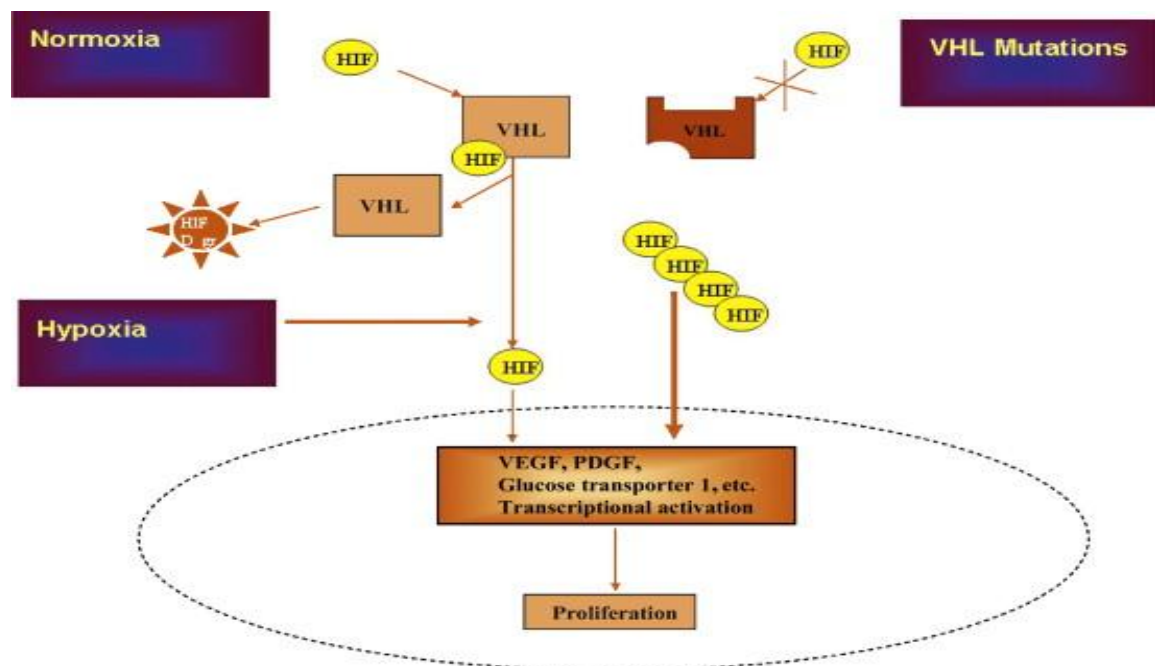 Normoxia
HIF
HIF
VHL Mutations
VHL
VHL
HIF
VHL
HIF
HIF
HIF
HIF
HIF
Hypoxia
HIF
VEGF, PDGF,
Glucose transporter 1, etc.
Transcriptional activation
Proliferation